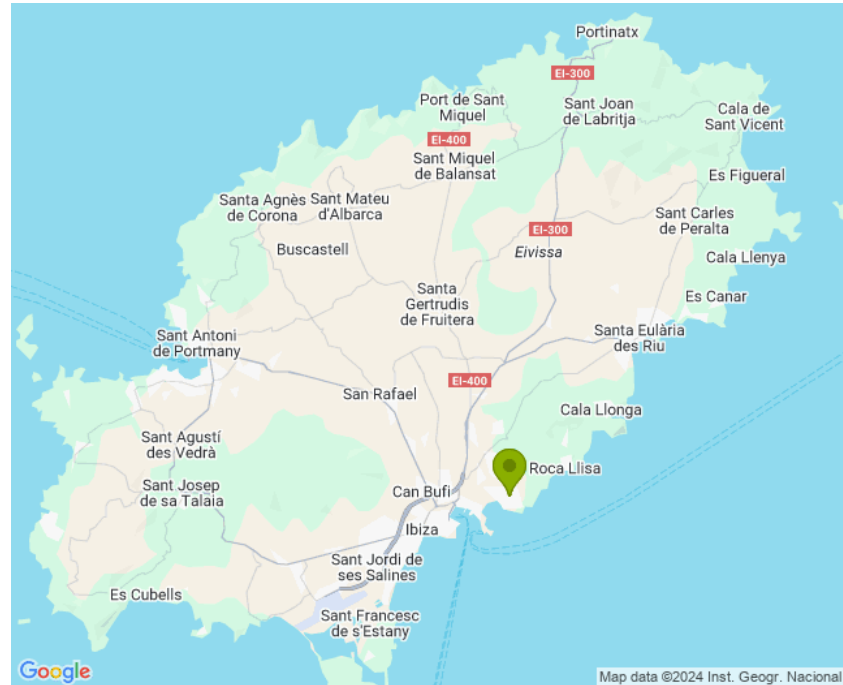 Portinatx
EI-300
Port de Sant
Miquel
Sant Joan
de Labritja
Cala de
Sant Vicent
EI-400
Sant Miquel
de Balansat
Es Figueral
Santa Agnès
de Corona
Sant Mateu
d'Albarca
Sant Carles
de Peralta
EI-300
Buscastell
Eivissa
Cala Llenya
Santa
Gertrudis
de Fruitera
Es Canar
Sant Antoni
de Portmany
Santa Eulària
des Riu
EI-400
San Rafael
Cala Llonga
Sant Agustí
des Vedrà
Roca Llisa
Sant Josep
de sa Talaia
Can Bufí
Ibiza
Sant Jordi de
ses Salines
Es Cubells
Sant Francesc
de s'Estany
Google
Map data ©2024 Inst. Geogr. Nacional